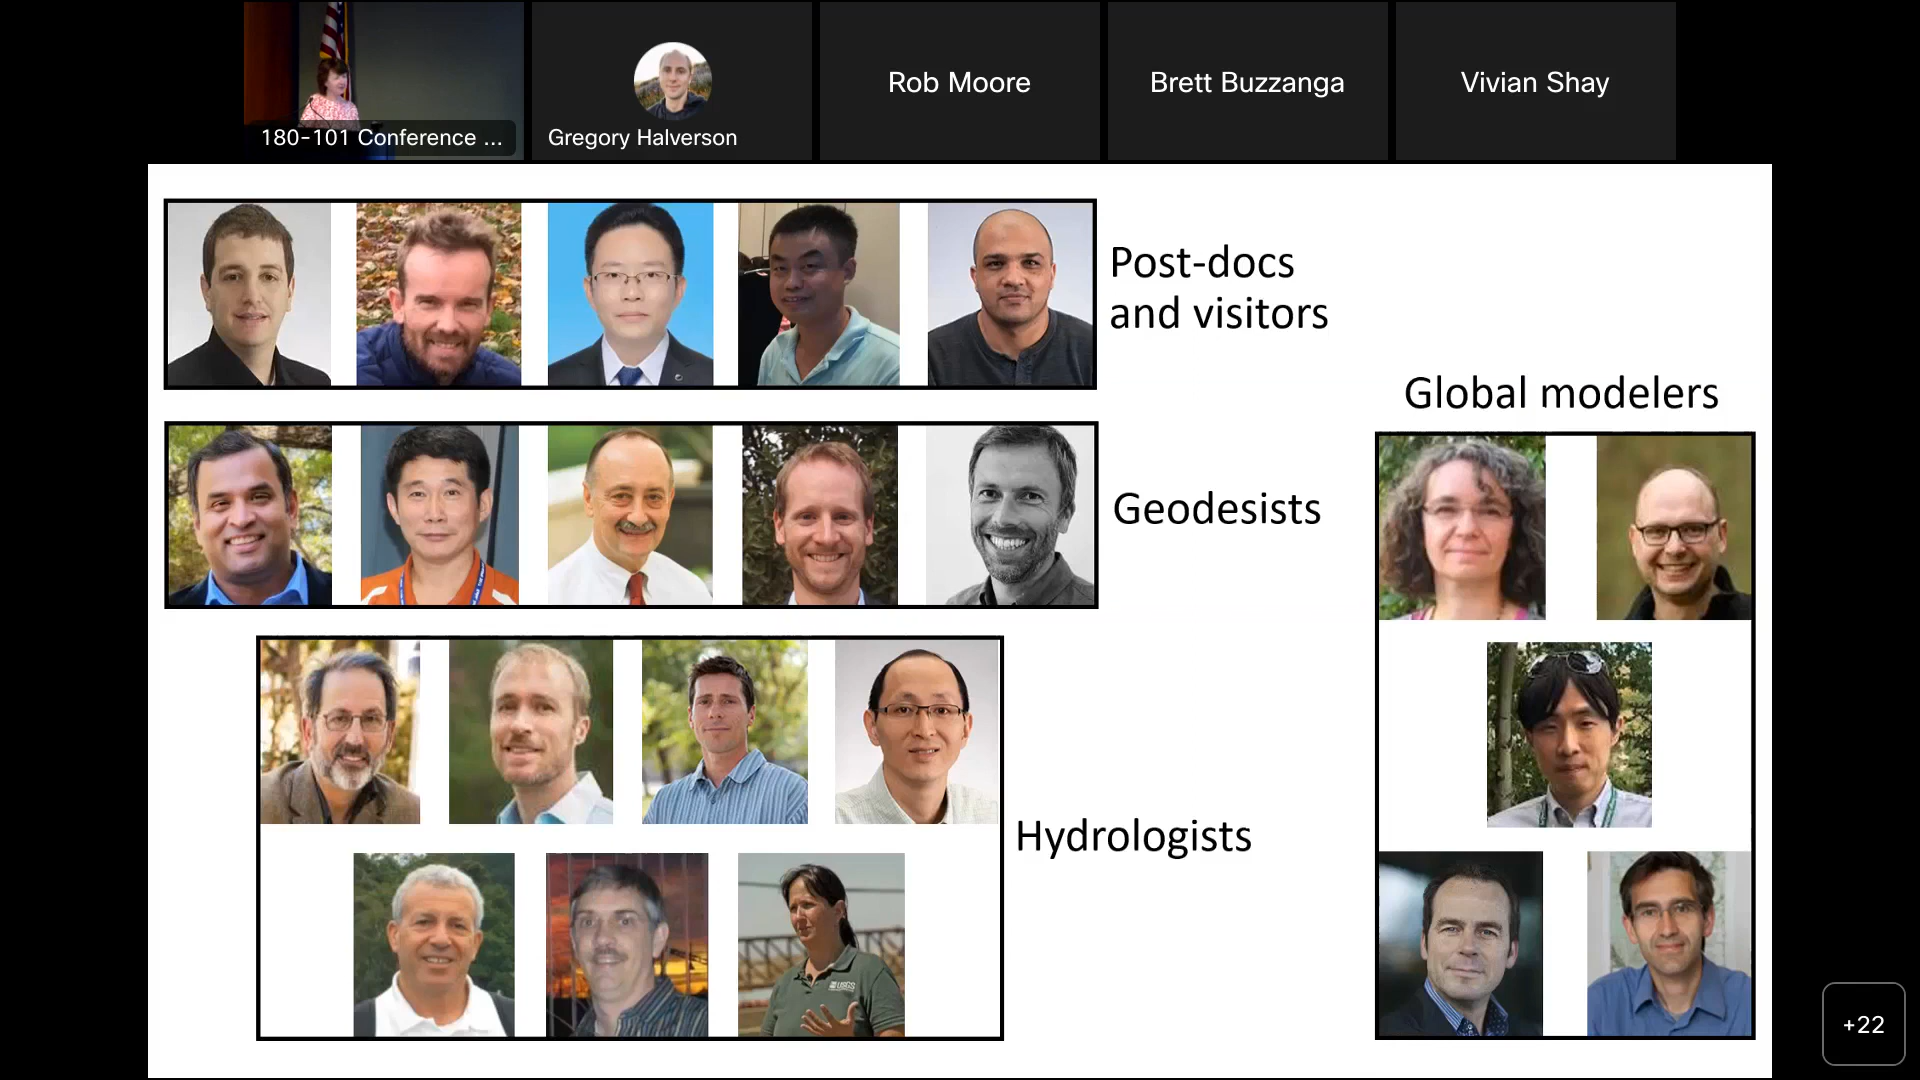 180-101 Conference ...
Gregory Halverson
Rob Moore
Brett Buzzanga
Vivian Shay
Post-docs
and visitors
Global modelers
Geodesists
Hydrologists
USGS
+22